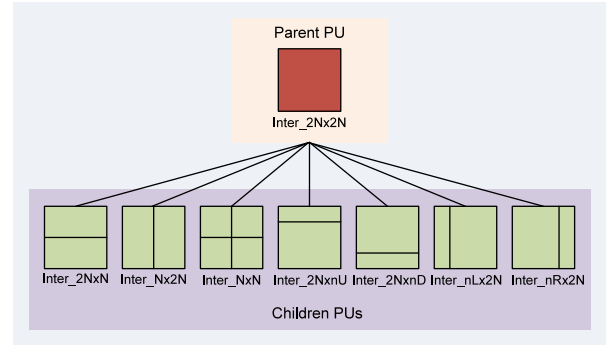 Parent PU
Inter_2Nx2N
Inter_2NxN Inter_Nx2N Inter_NxN Inter_2NxnU Inter_2NxnD Inter_nLx2N Inter_nRx2N
Children PUs